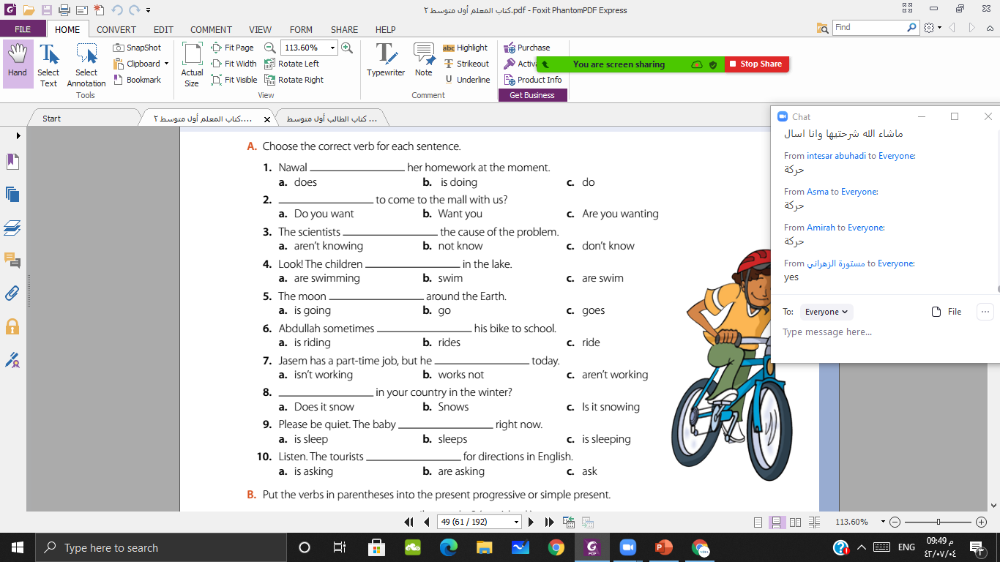 كتاب المعلم أول متوسط ٢.pdf - Foxit PhantomPDF Express
FILE HOME CONVERT EDIT COMMENT VIEW FORM SHARE HELP
Find
Hand
Select Text
Select Annotation
SnapShot
Clipboard
Bookmark
Tools
Actual Size
Fit Page
Fit Width
Fit Visible
113.60%
Rotate Left
Rotate Right
View
Typewriter
Note
Highlight
Strikeout
Underline
Comment
Purchase
Activa
Product Info
Get Business
You are screen sharing
Stop Share
Start
كتاب المعلم أول متوسط ٢....
كتاب الطالب أول متوسط ...
A. Choose the correct verb for each sentence.
1. Nawal ____________ her homework at the moment.
a. does b. is doing c. do
2. ____________ to come to the mall with us?
a. Do you want b. Want you c. Are you wanting
3. The scientists ____________ the cause of the problem.
a. aren't knowing b. not know c. don't know
4. Look! The children ____________ in the lake.
a. are swimming b. swim c. are swim
5. The moon ____________ around the Earth.
a. is going b. go c. goes
6. Abdullah sometimes ____________ his bike to school.
a. is riding b. rides c. ride
7. Jasem has a part-time job, but he ____________ today.
a. isn't working b. works not c. aren't working
8. ____________ in your country in the winter?
a. Does it snow b. Snows c. Is it snowing
9. Please be quiet. The baby ____________ right now.
a. is sleep b. sleeps c. is sleeping
10. Listen. The tourists ____________ for directions in English.
a. is asking b. are asking c. ask
B. Put the verbs in parentheses into the present progressive or simple present.
Chat
ماشاء الله شرحتيها وانا اسال
From intesar abuhadi to Everyone:
حركة
From Asma to Everyone:
حركة
From Amirah to Everyone:
حركة
From مستورة الزهراني to Everyone:
yes
To: Everyone File
Type message here...
49 (61 / 192)
113.60%
Type here to search
ENG
09:49 م
٤٢/٠٧/٠٤